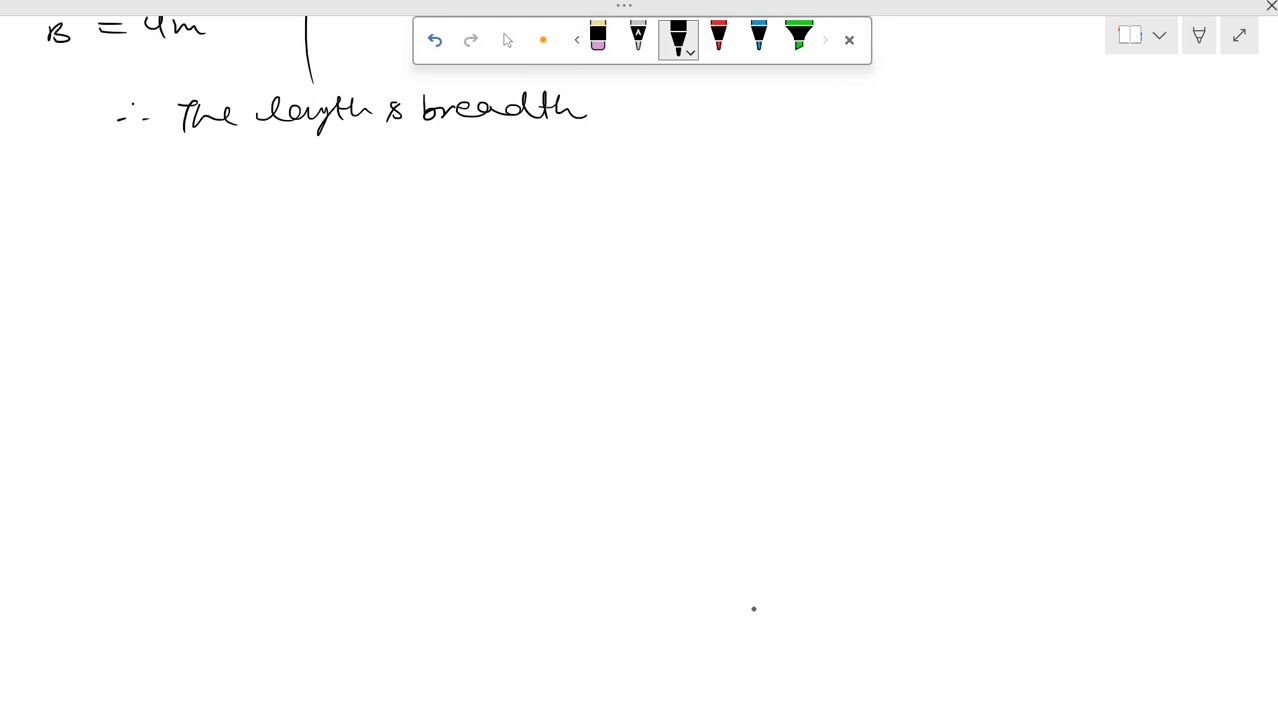 B = 4m
∴ The length & breadth